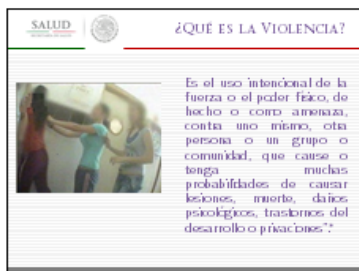 SALUD
¿QUÉ ES LA VIOLENCIA?
Es el uso intencional de la
fuerza o el poder físico, de
hecho o como amenaza,
contra uno mismo, otra
persona o un grupo o
comunidad, que cause o
tenga muchas
probabilidades de causar
lesiones, muerte, daños
psicológicos, trastornos del
desarrollo o privaciones".*